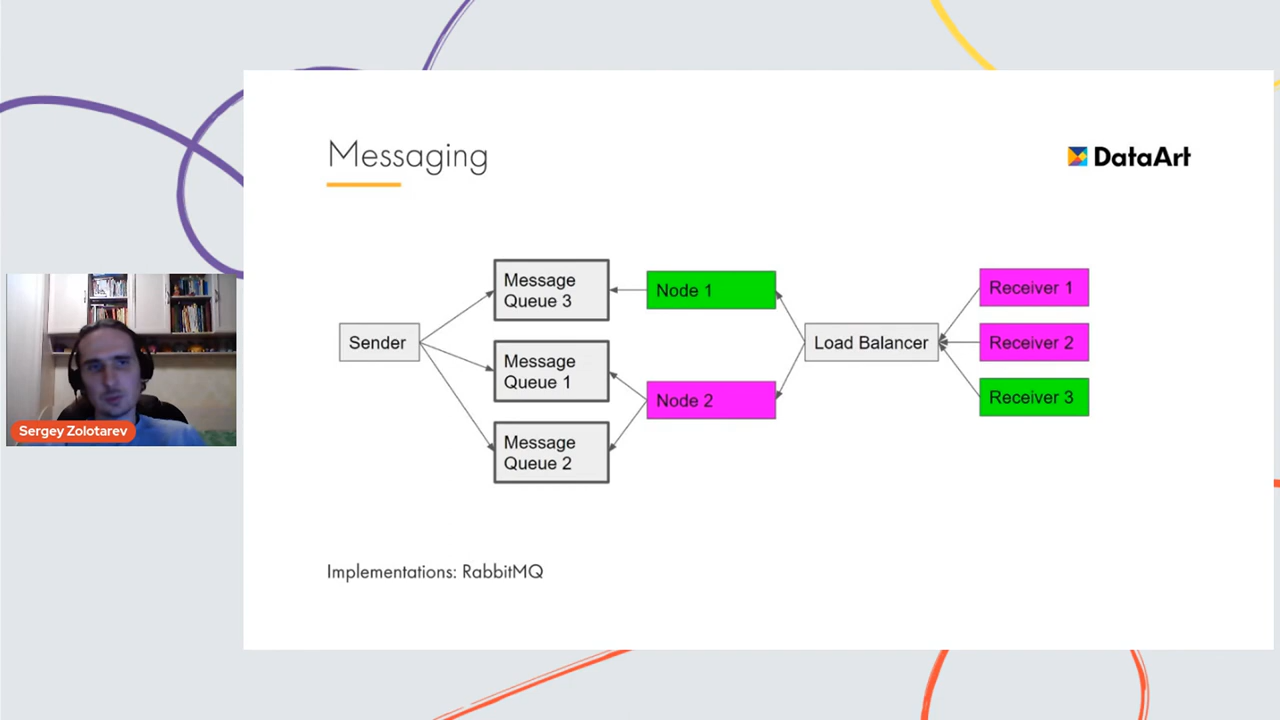 Messaging
DataArt
Sender
Message
Queue 3
Message
Queue 1
Message
Queue 2
Node 1
Node 2
Load Balancer
Receiver 1
Receiver 2
Receiver 3
Sergey Zolotarev
Implementations: RabbitMQ